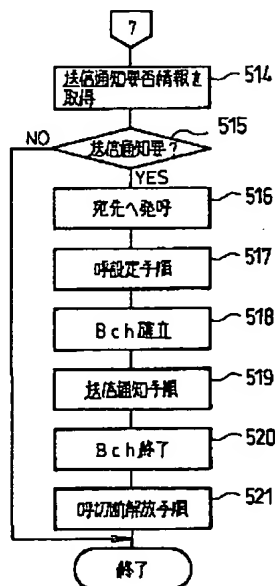 7
送信通知要否情報を
取得
514
515
送信通知要?
NO
YES
宛先へ発呼
516
呼設定手順
517
Bch確立
518
送信通知手順
519
Bch終了
520
呼切断解放手順
521
終了